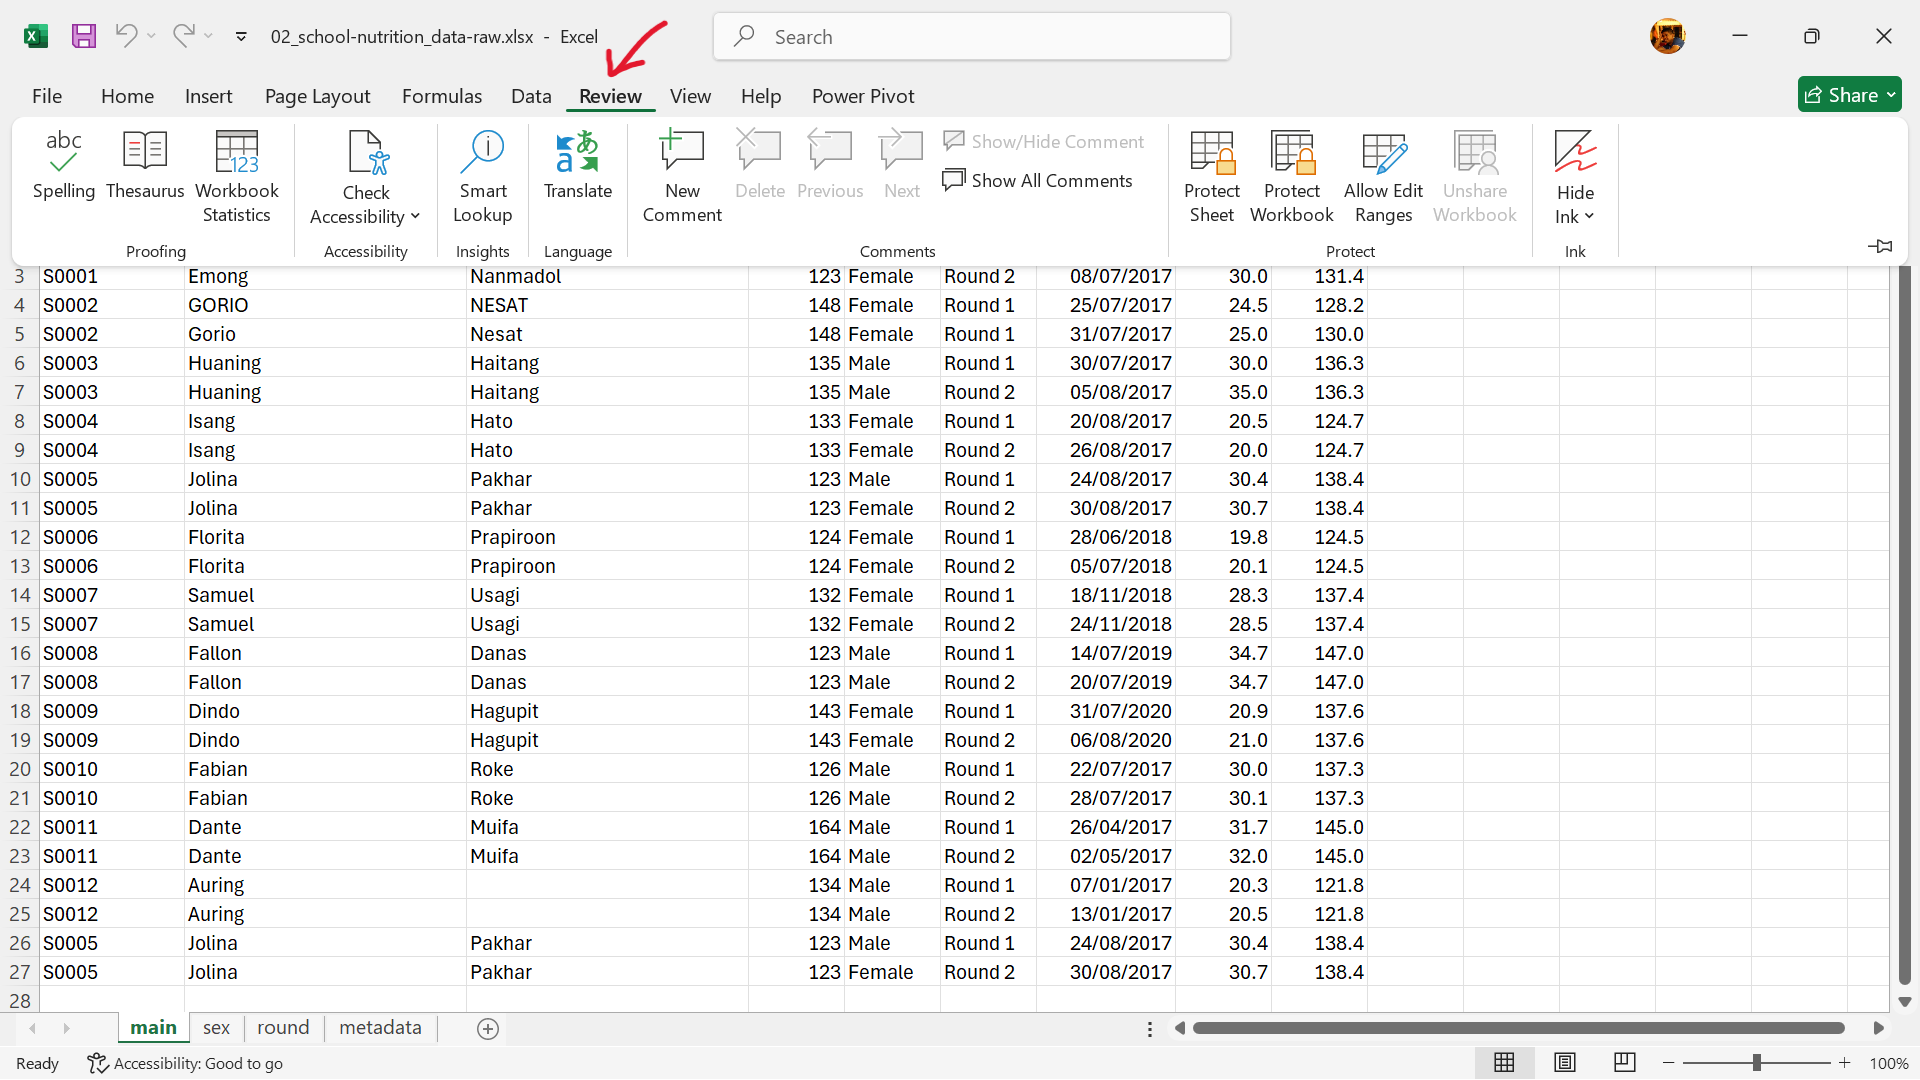 02_school-nutrition_data-raw.xlsx - Excel
Search
File Home Insert Page Layout Formulas Data Review View Help Power Pivot Share
abc
Spelling
Thesaurus
123
Workbook
Statistics
Proofing
Check
Accessibility
Accessibility
Smart
Lookup
Insights
a あ
Translate
Language
New
Comment
Delete
Previous
Next
Show/Hide Comment
Show All Comments
Comments
Protect
Sheet
Protect
Workbook
Allow Edit
Ranges
Unshare
Workbook
Protect
Hide
Ink
Ink
3 S0001 Emong Nanmadol 123 Female Round 2 08/07/2017 30.0 131.4
4 S0002 GORIO NESAT 148 Female Round 1 25/07/2017 24.5 128.2
5 S0002 Gorio Nesat 148 Female Round 1 31/07/2017 25.0 130.0
6 S0003 Huaning Haitang 135 Male Round 1 30/07/2017 30.0 136.3
7 S0003 Huaning Haitang 135 Male Round 2 05/08/2017 35.0 136.3
8 S0004 Isang Hato 133 Female Round 1 20/08/2017 20.5 124.7
9 S0004 Isang Hato 133 Female Round 2 26/08/2017 20.0 124.7
10 S0005 Jolina Pakhar 123 Male Round 1 24/08/2017 30.4 138.4
11 S0005 Jolina Pakhar 123 Female Round 2 30/08/2017 30.7 138.4
12 S0006 Florita Prapiroon 124 Female Round 1 28/06/2018 19.8 124.5
13 S0006 Florita Prapiroon 124 Female Round 2 05/07/2018 20.1 124.5
14 S0007 Samuel Usagi 132 Female Round 1 18/11/2018 28.3 137.4
15 S0007 Samuel Usagi 132 Female Round 2 24/11/2018 28.5 137.4
16 S0008 Fallon Danas 123 Male Round 1 14/07/2019 34.7 147.0
17 S0008 Fallon Danas 123 Male Round 2 20/07/2019 34.7 147.0
18 S0009 Dindo Hagupit 143 Female Round 1 31/07/2020 20.9 137.6
19 S0009 Dindo Hagupit 143 Female Round 2 06/08/2020 21.0 137.6
20 S0010 Fabian Roke 126 Male Round 1 22/07/2017 30.0 137.3
21 S0010 Fabian Roke 126 Male Round 2 28/07/2017 30.1 137.3
22 S0011 Dante Muifa 164 Male Round 1 26/04/2017 31.7 145.0
23 S0011 Dante Muifa 164 Male Round 2 02/05/2017 32.0 145.0
24 S0012 Auring 134 Male Round 1 07/01/2017 20.3 121.8
25 S0012 Auring 134 Male Round 2 13/01/2017 20.5 121.8
26 S0005 Jolina Pakhar 123 Male Round 1 24/08/2017 30.4 138.4
27 S0005 Jolina Pakhar 123 Female Round 2 30/08/2017 30.7 138.4
28
main sex round metadata
Ready Accessibility: Good to go 100%